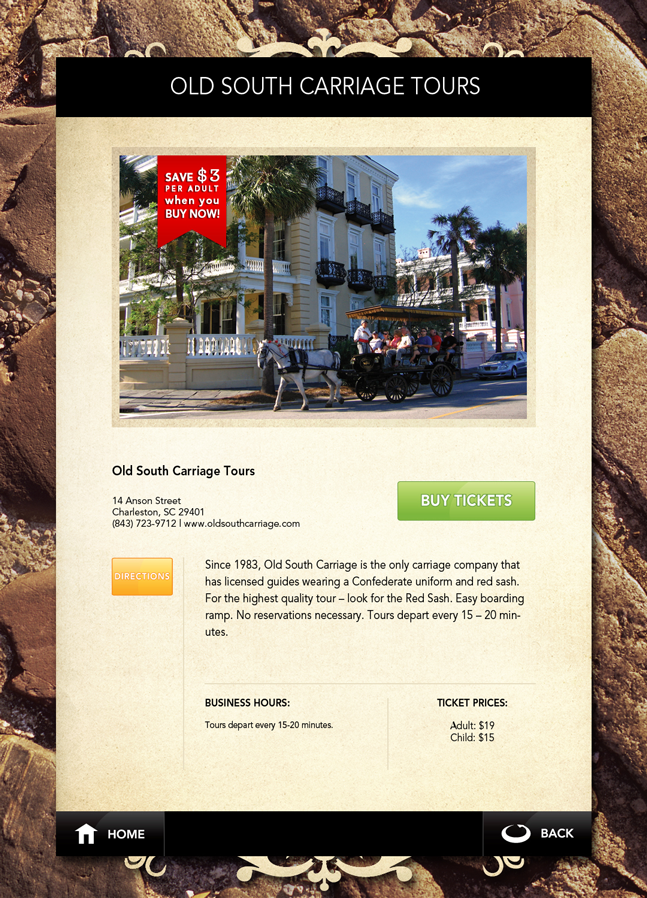 OLD SOUTH CARRIAGE TOURS
SAVE $3
PER ADULT
when you
BUY NOW!
Old South Carriage Tours
14 Anson Street
Charleston, SC 29401
(843) 723-9712 | www.oldsouthcarriage.com
BUY TICKETS
DIRECTIONS
Since 1983, Old South Carriage is the only carriage company that
has licensed guides wearing a Confederate uniform and red sash.
For the highest quality tour – look for the Red Sash. Easy boarding
ramp. No reservations necessary. Tours depart every 15 – 20 min-
utes.
BUSINESS HOURS:
Tours depart every 15-20 minutes.
TICKET PRICES:
Adult: $19
Child: $15
HOME
BACK